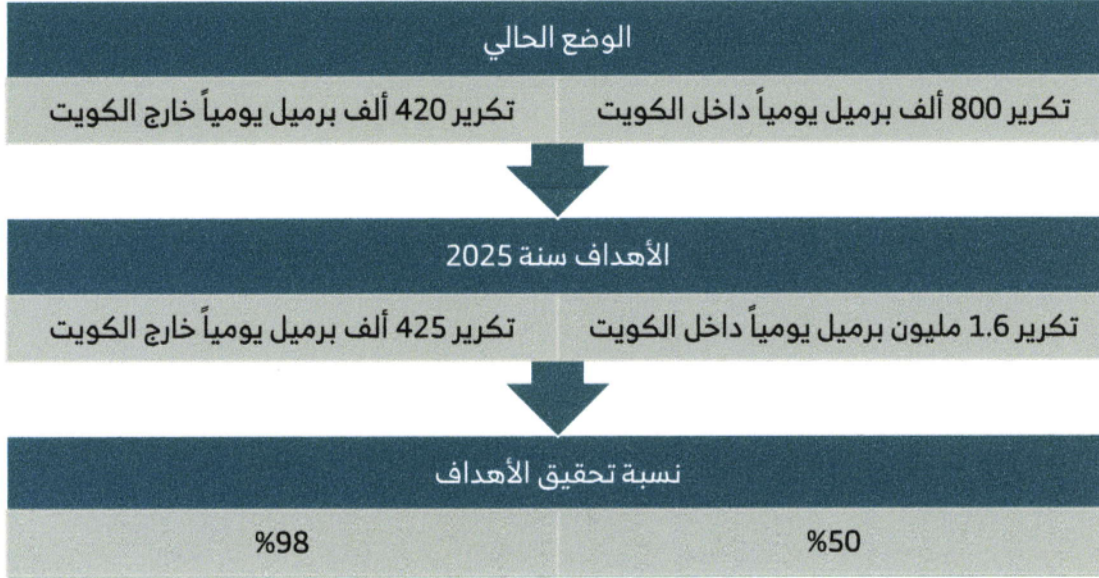 الوضع الحالي
تكرير 800 ألف برميل يومياً داخل الكويت
تكرير 420 ألف برميل يومياً خارج الكويت
الأهداف سنة 2025
تكرير 1.6 مليون برميل يومياً داخل الكويت
تكرير 425 ألف برميل يومياً خارج الكويت
نسبة تحقيق الأهداف
%50
%98